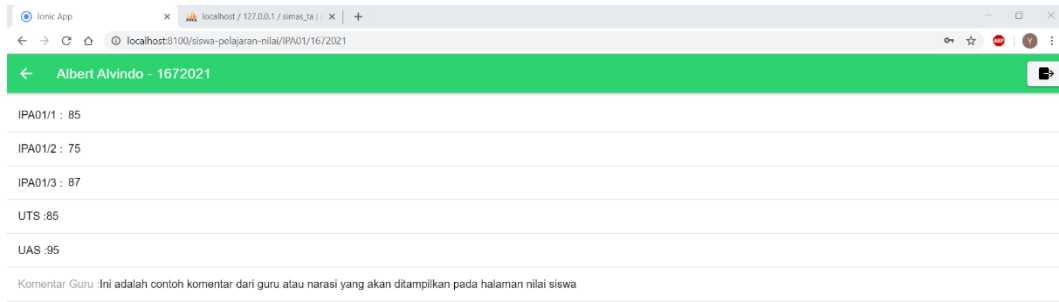 Ionic App
localhost / 127.0.0.1 / simas_ta |
localhost:8100/siswa-pelajaran-nilai/IPA01/1672021
ABP
Y
Albert Alvindo - 1672021
IPA01/1 : 85
IPA01/2 : 75
IPA01/3 : 87
UTS :85
UAS :95
Komentar Guru :Ini adalah contoh komentar dari guru atau narasi yang akan ditampilkan pada halaman nilai siswa